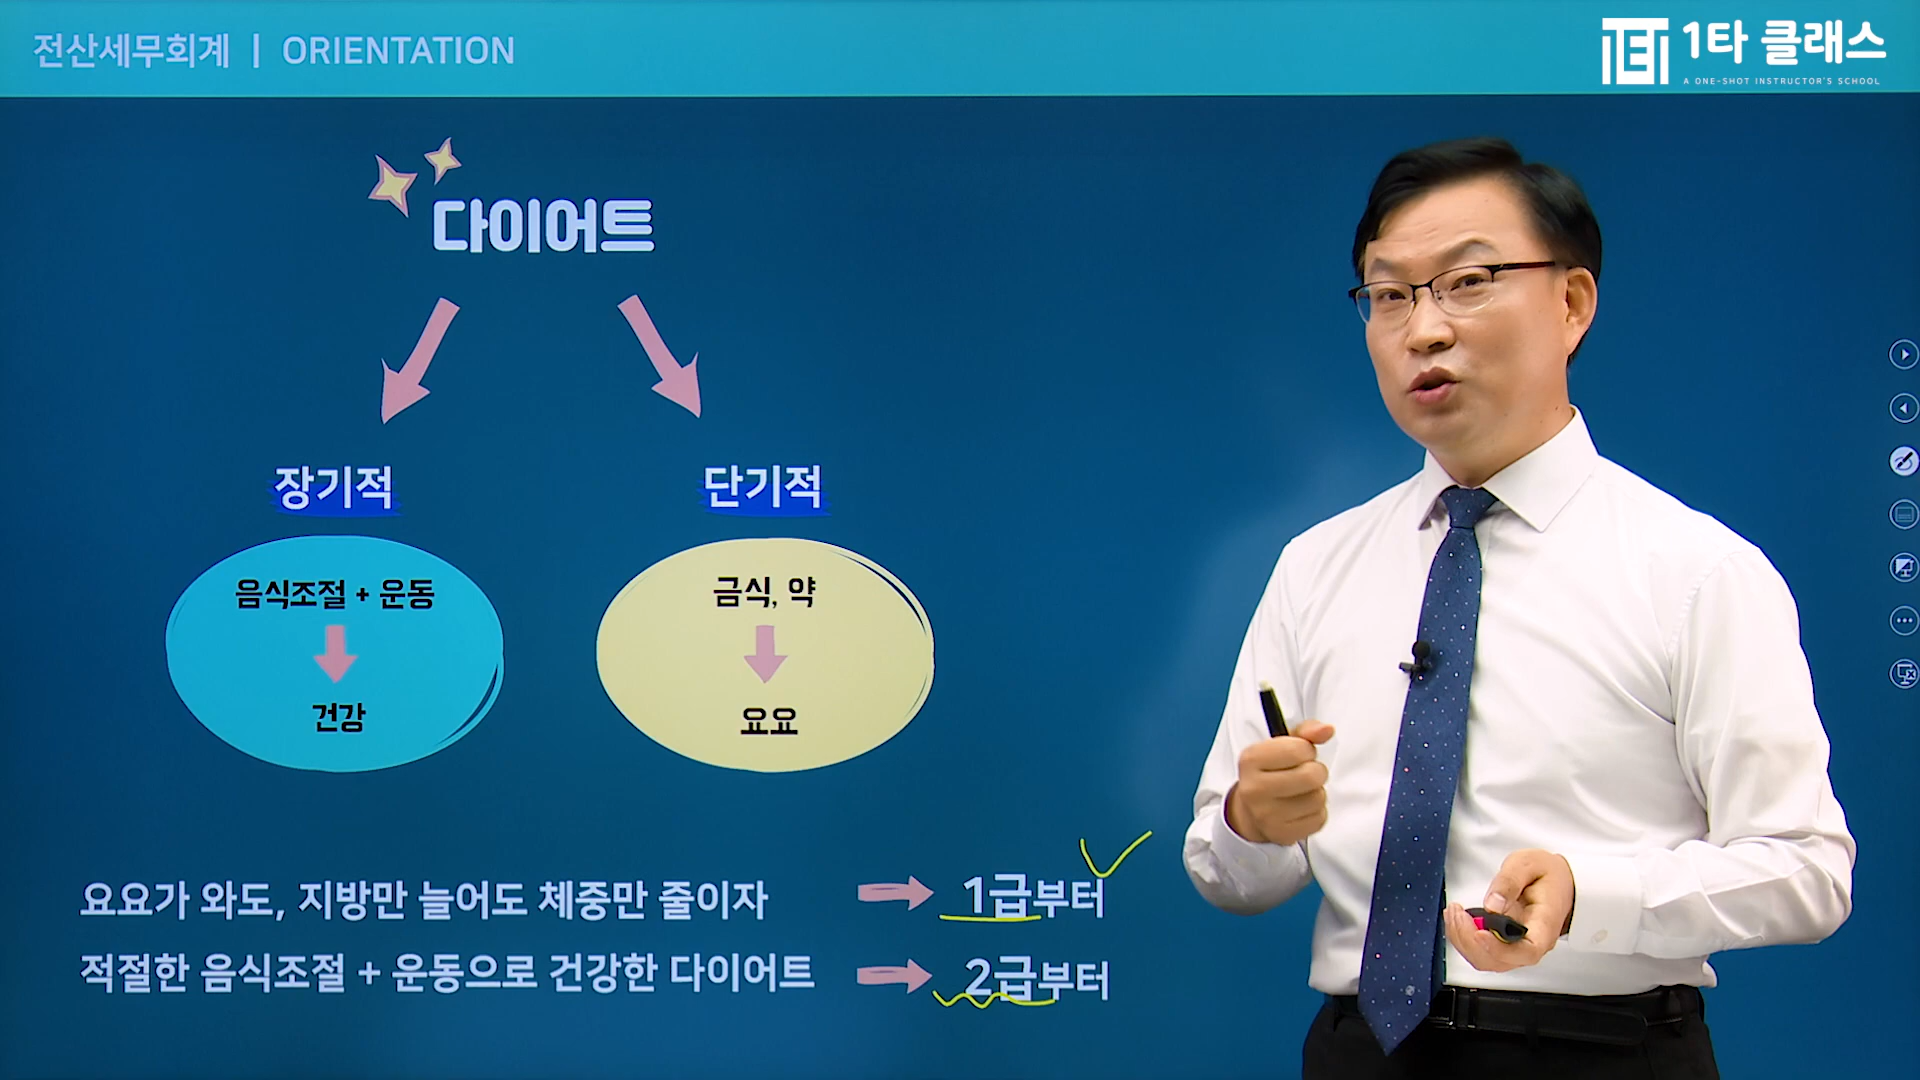 전산세무회계 | ORIENTATION
1타 클래스
A ONE-SHOT INSTRUCTOR'S SCHOOL
다이어트
장기적
단기적
음식조절 + 운동
건강
금식, 약
요요
요요가 와도, 지방만 늘어도 체중만 줄이자
1급부터
적절한 음식조절 + 운동으로 건강한 다이어트
2급부터